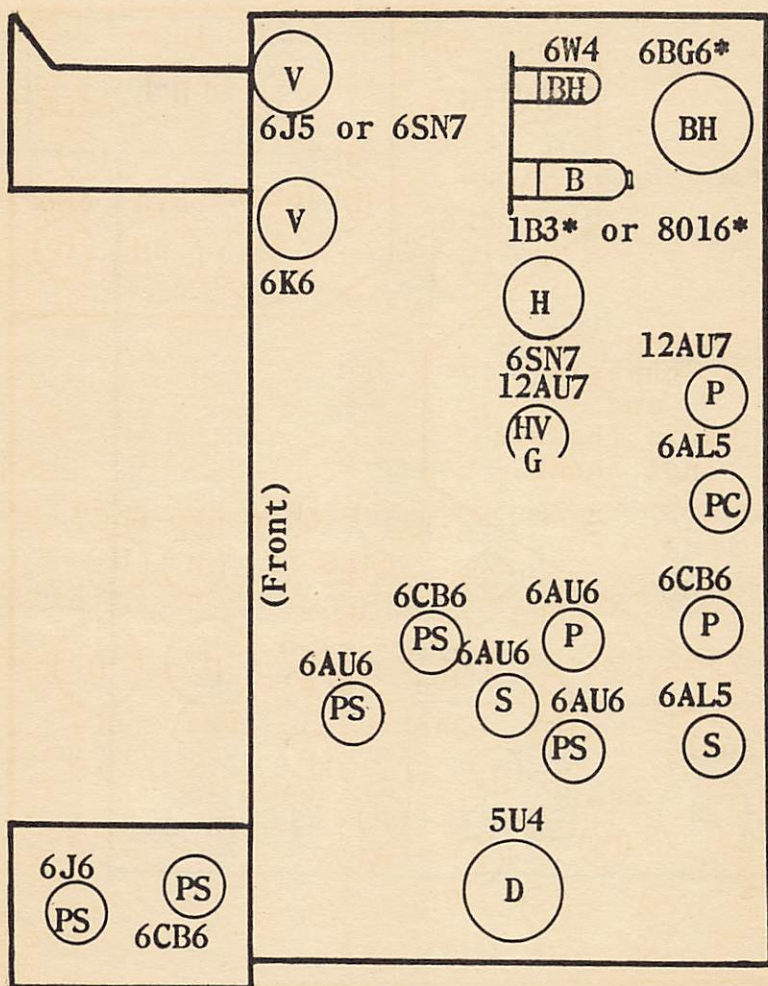 6W4 6BG6*
V BH BH
6J5 or 6SN7
B
V 1B3* or 8016*
6K6
H
6SN7 12AU7
12AU7 P
HV
G
6AL5
PC
(Front)
6CB6 6AU6 6CB6
PS P P
6AU6 6AU6
PS S
6AU6 6AL5
PS S
5U4
D
6J6 PS
PS 6CB6